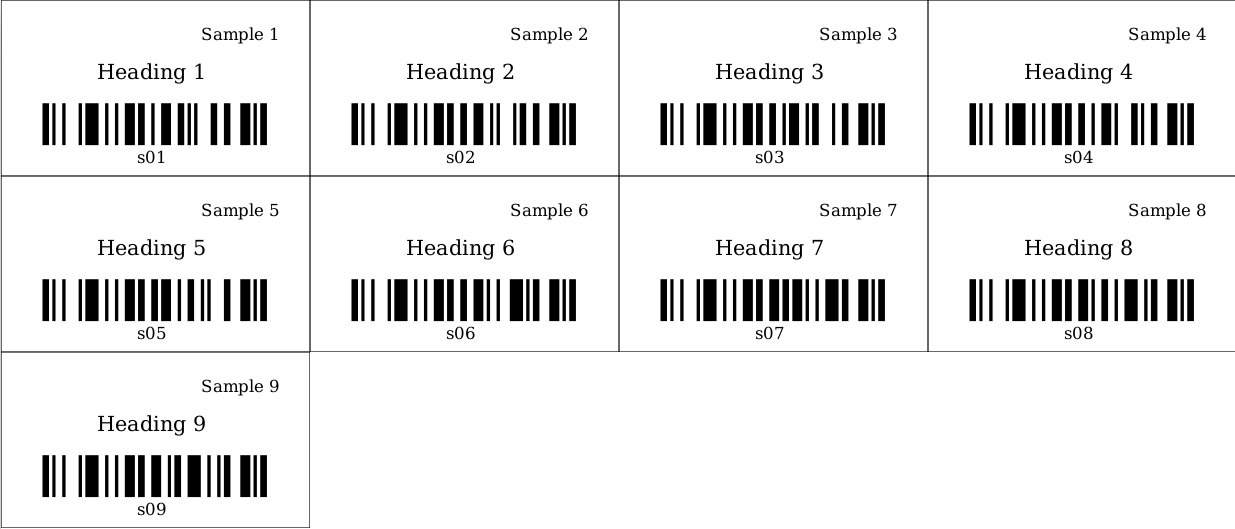 Sample 1
Heading 1
s01
Sample 2
Heading 2
s02
Sample 3
Heading 3
s03
Sample 4
Heading 4
s04
Sample 5
Heading 5
s05
Sample 6
Heading 6
s06
Sample 7
Heading 7
s07
Sample 8
Heading 8
s08
Sample 9
Heading 9
s09